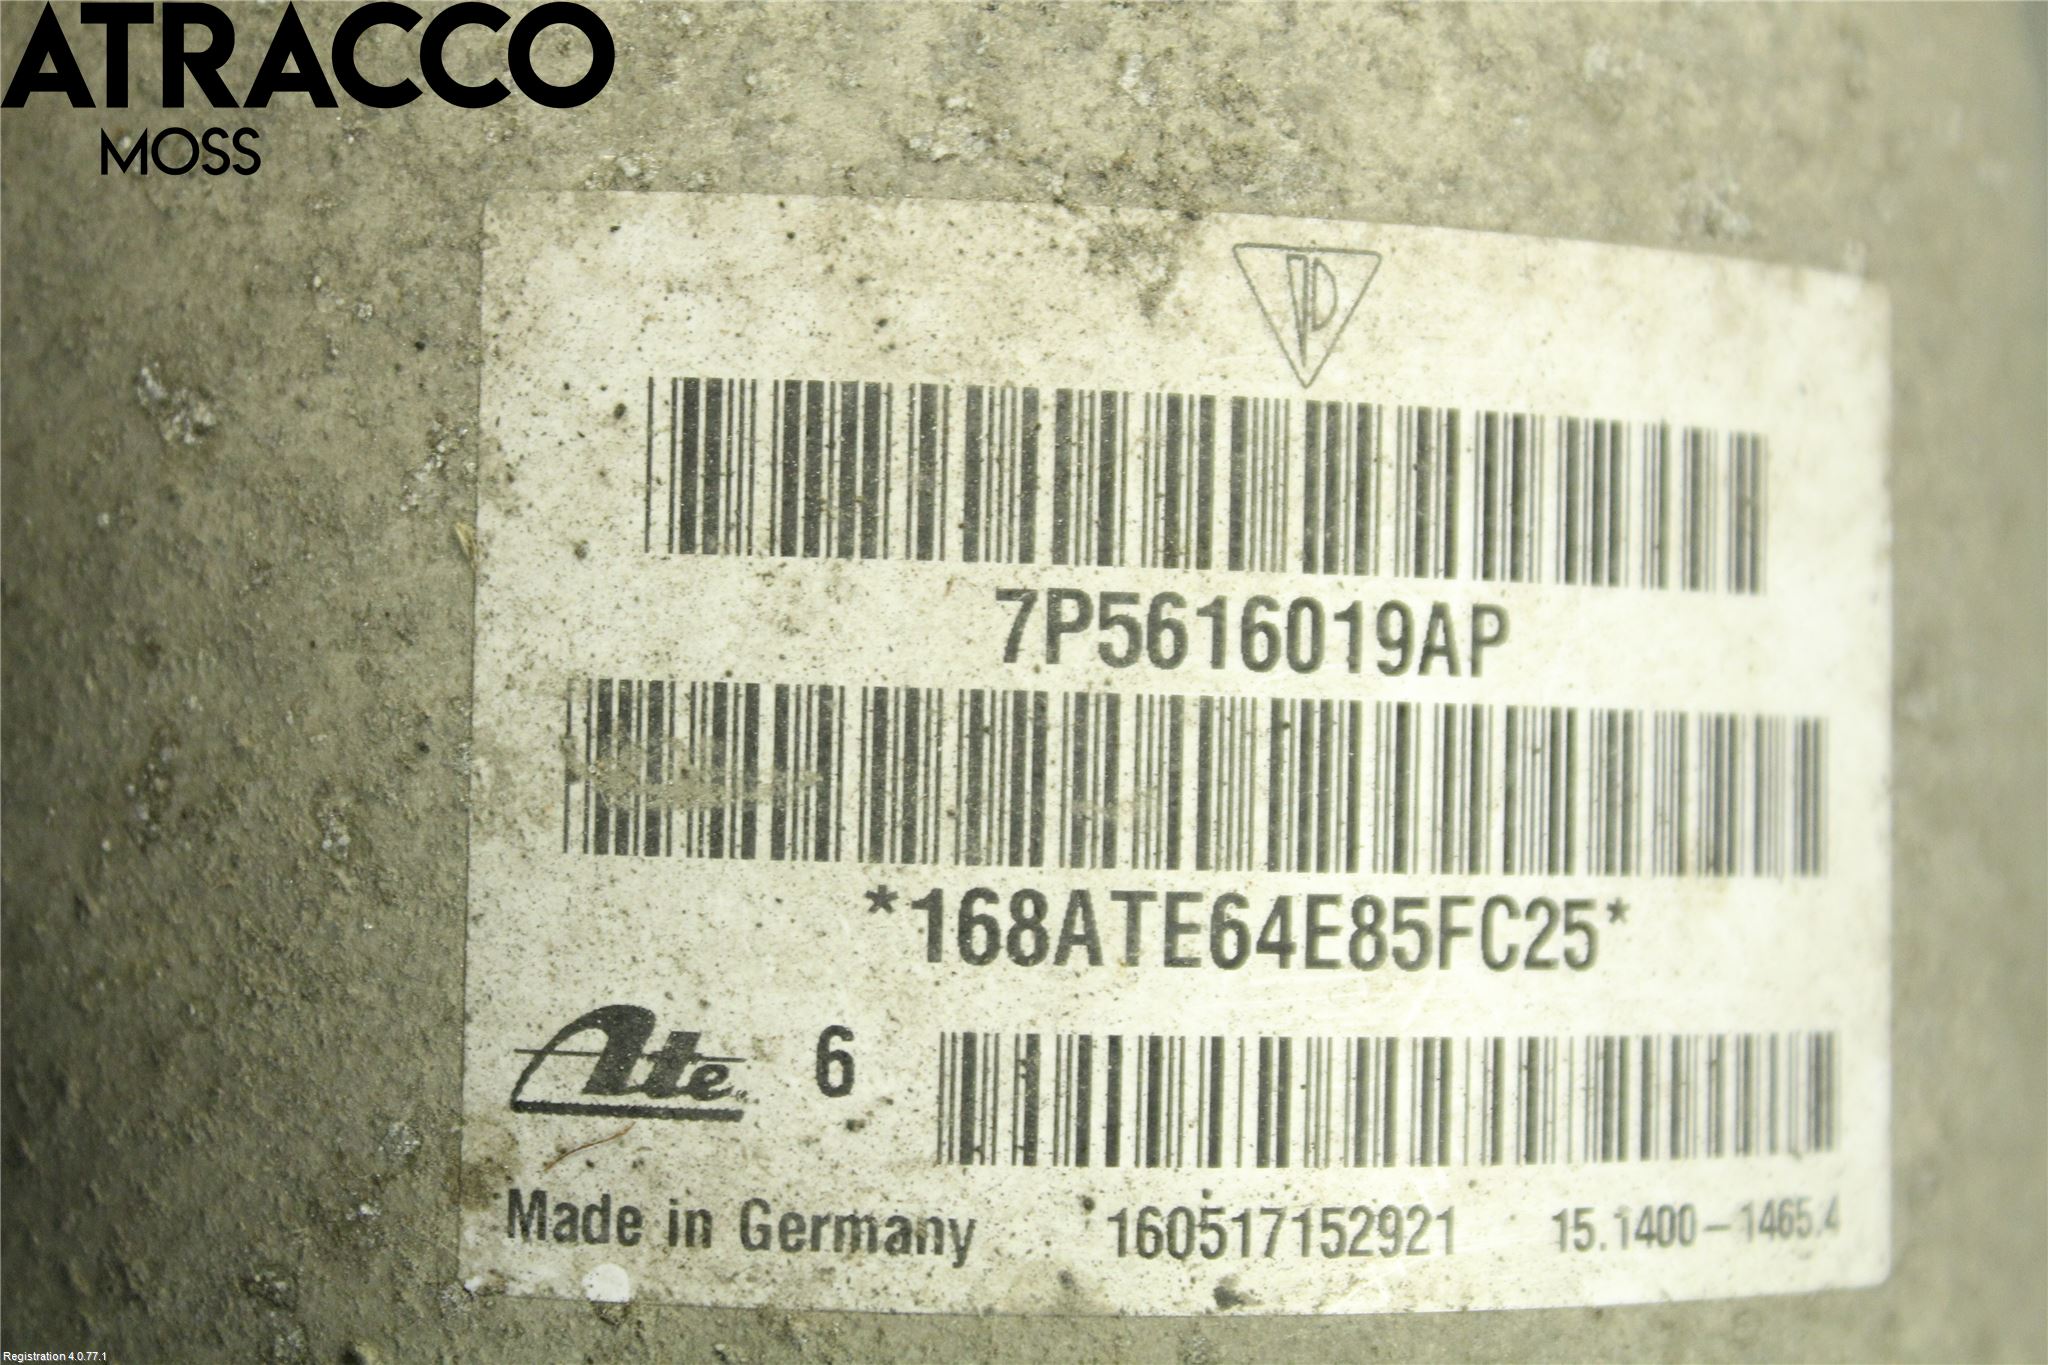 ATRACCO
MOSS
7P5616019AP
*168ATE64E85FC25*
Ate 6
Made in Germany 160517152921 15.1400-1465.4
Registration 4.0.77.1